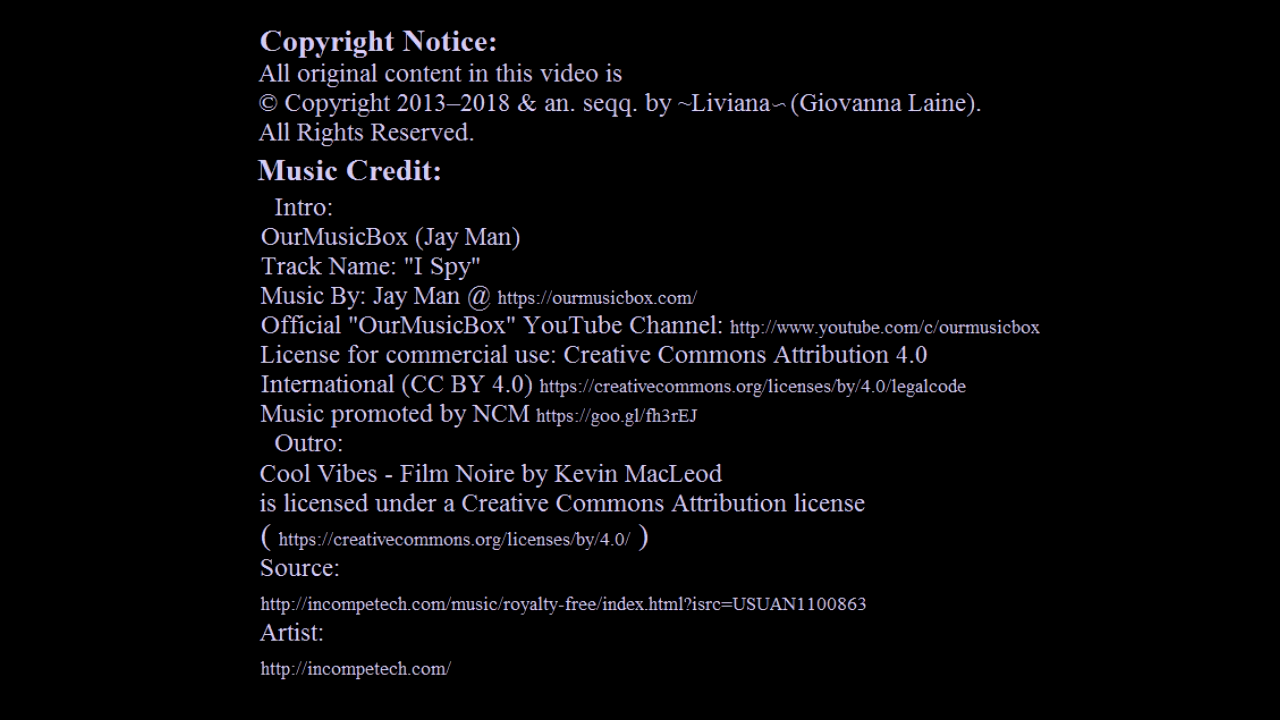 Copyright Notice:
All original content in this video is
© Copyright 2013–2018 & an. seqq. by ~Liviana∽ (Giovanna Laine).
All Rights Reserved.
Music Credit:
Intro:
OurMusicBox (Jay Man)
Track Name: "I Spy"
Music By: Jay Man @ https://ourmusicbox.com/
Official "OurMusicBox" YouTube Channel: http://www.youtube.com/c/ourmusicbox
License for commercial use: Creative Commons Attribution 4.0
International (CC BY 4.0) https://creativecommons.org/licenses/by/4.0/legalcode
Music promoted by NCM https://goo.gl/fh3rEJ
Outro:
Cool Vibes - Film Noire by Kevin MacLeod
is licensed under a Creative Commons Attribution license
( https://creativecommons.org/licenses/by/4.0/ )
Source:
http://incompetech.com/music/royalty-free/index.html?isrc=USUAN1100863
Artist:
http://incompetech.com/